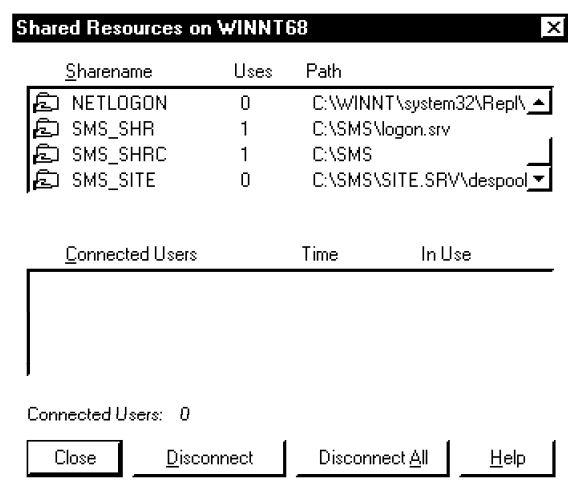 Shared Resources on WINNT68
Sharename Uses Path
NETLOGON 0 C:\WINNT\system32\Repl\
SMS_SHR 1 C:\SMS\logon.srv
SMS_SHRC 1 C:\SMS
SMS_SITE 0 C:\SMS\SITE.SRV\despool
Connected Users Time In Use
Connected Users: 0
Close Disconnect Disconnect All Help